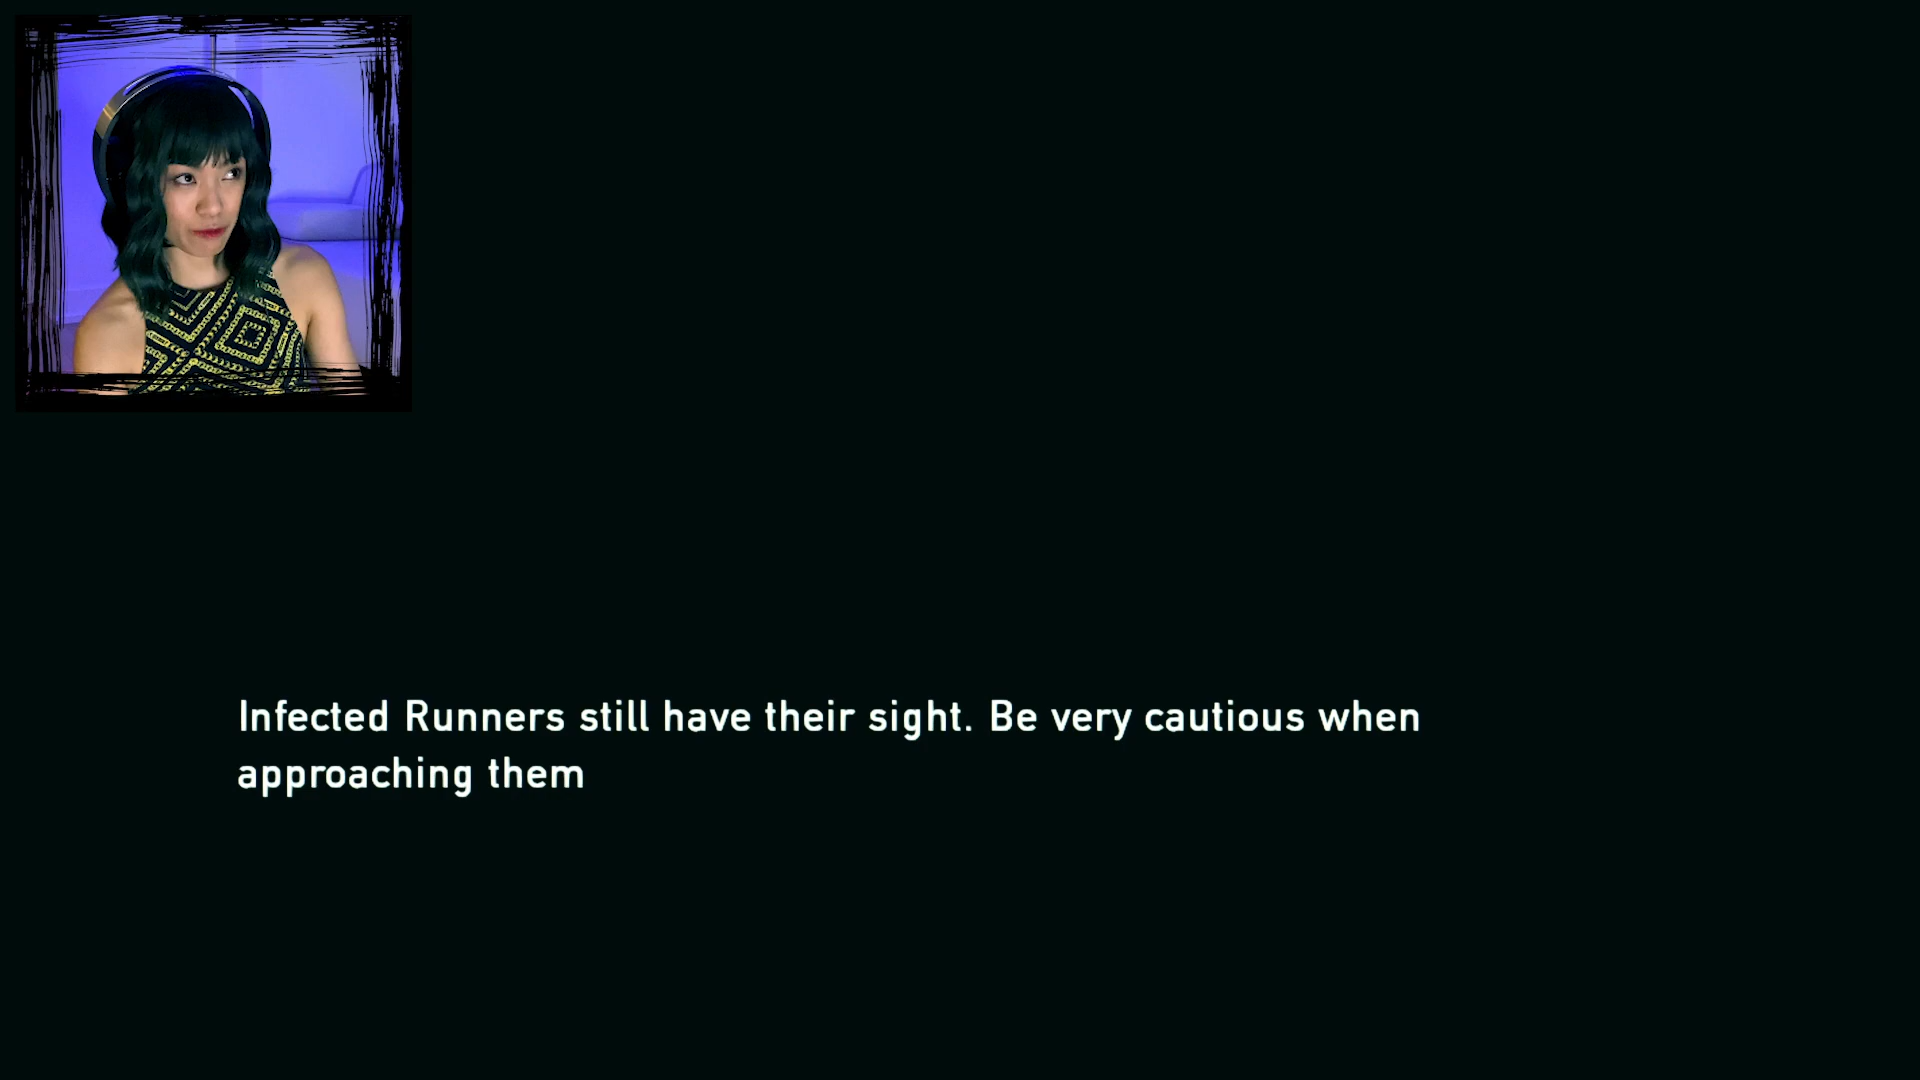 Infected Runners still have their sight. Be very cautious when
approaching them